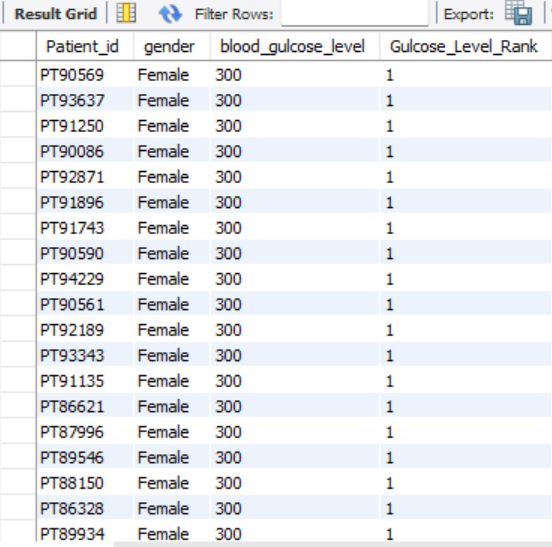 Result Grid Filter Rows: Export:
Patient_id gender blood_gulcose_level Gulcose_Level_Rank
PT90569 Female 300 1
PT93637 Female 300 1
PT91250 Female 300 1
PT90086 Female 300 1
PT92871 Female 300 1
PT91896 Female 300 1
PT91743 Female 300 1
PT90590 Female 300 1
PT94229 Female 300 1
PT90561 Female 300 1
PT92189 Female 300 1
PT93343 Female 300 1
PT91135 Female 300 1
PT86621 Female 300 1
PT87996 Female 300 1
PT89546 Female 300 1
PT88150 Female 300 1
PT86328 Female 300 1
PT89934 Female 300 1